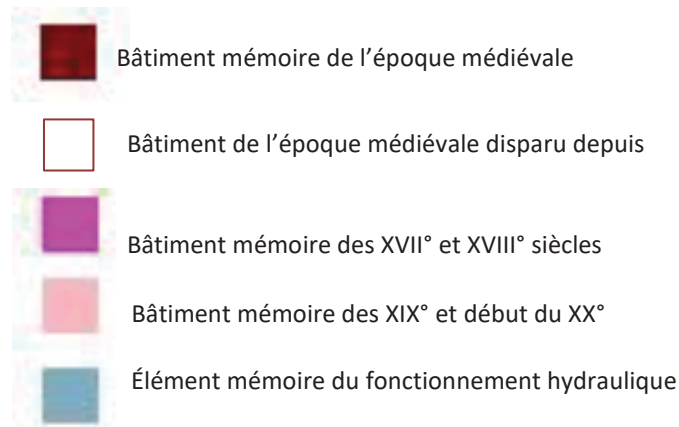 Bâtiment mémoire de l’époque médiévale
Bâtiment de l’époque médiévale disparu depuis
Bâtiment mémoire des XVII° et XVIII° siècles
Bâtiment mémoire des XIX° et début du XX°
Élément mémoire du fonctionnement hydraulique